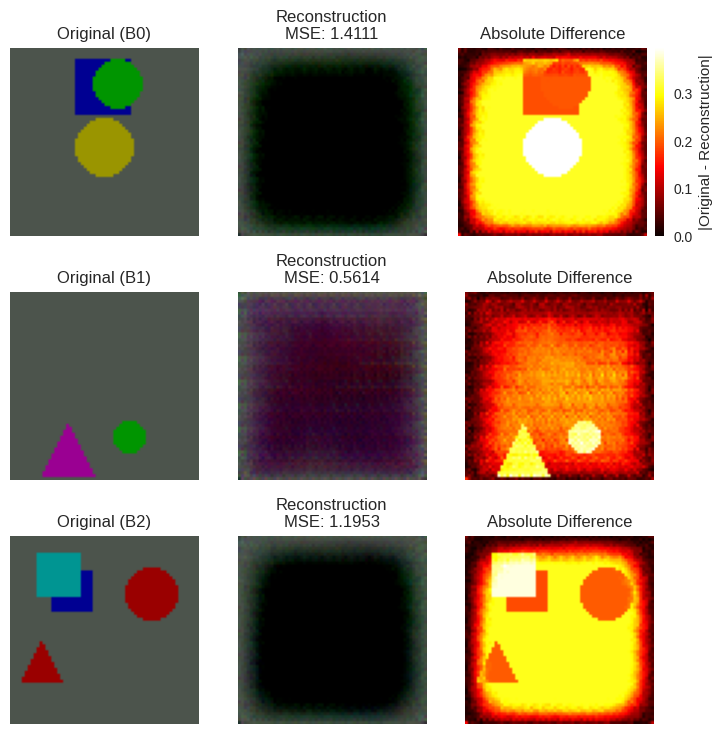 Original (B0)
Reconstruction
MSE: 1.4111
Absolute Difference
0.3
0.2
0.1
0.0
|Original - Reconstruction|
Original (B1)
Reconstruction
MSE: 0.5614
Absolute Difference
Original (B2)
Reconstruction
MSE: 1.1953
Absolute Difference